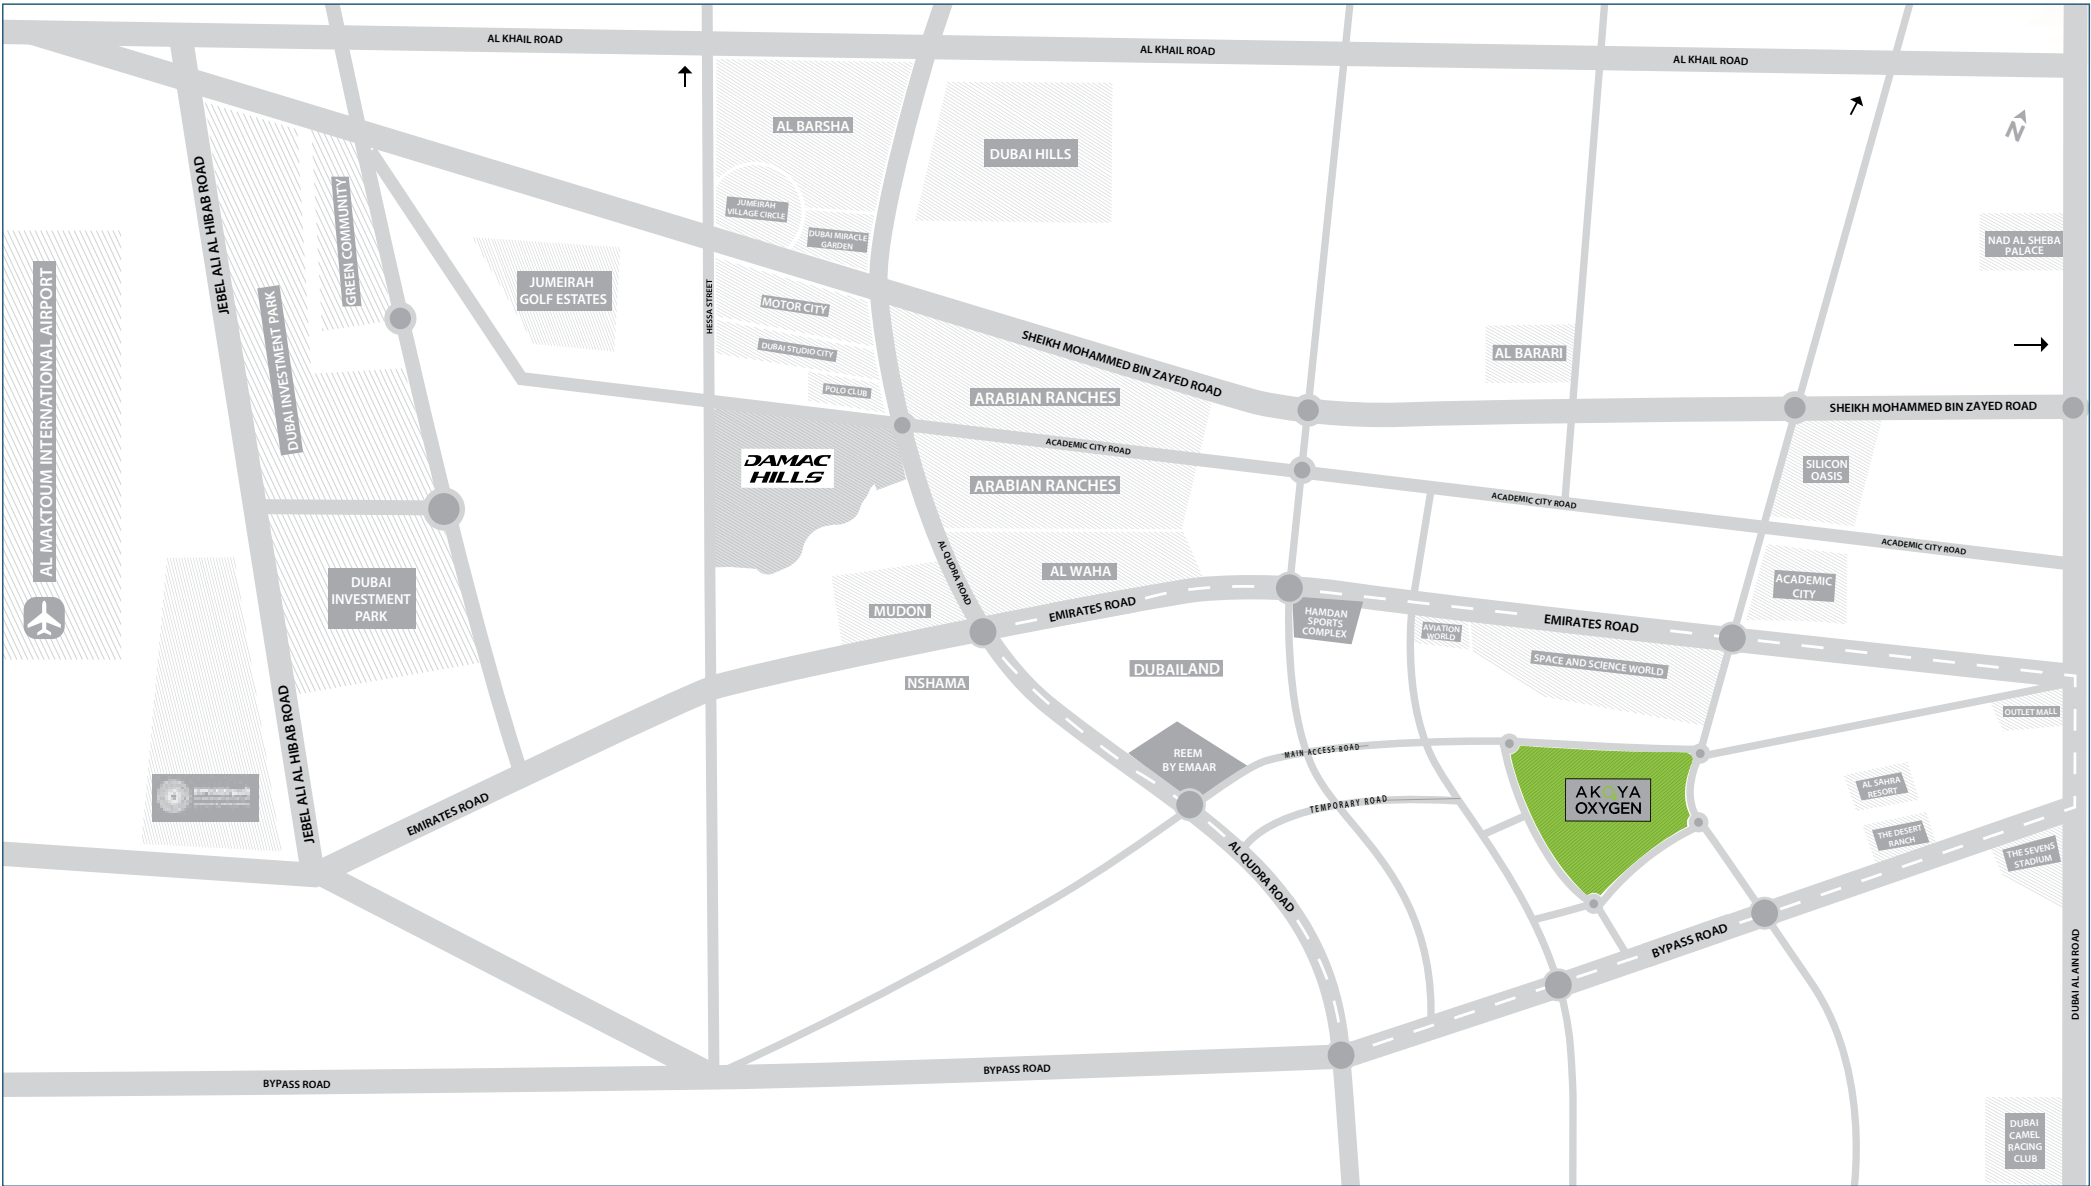 AL KHAIL ROAD
AL KHAIL ROAD
AL KHAIL ROAD
AL BARSHA
DUBAI HILLS
N
JEBEL ALI AL HIBAB ROAD
GREEN COMMUNITY
JUMEIRAH
VILLAGE CIRCLE
DUBAI MIRACLE
GARDEN
NAD AL SHEBA
PALACE
AL MAKTOUM INTERNATIONAL AIRPORT
DUBAI INVESTMENT PARK
JUMEIRAH
GOLF ESTATES
HESSA STREET
MOTOR CITY
DUBAI STUDIO CITY
POLO CLUB
SHEIKH MOHAMMED BIN ZAYED ROAD
AL BARARI
ARABIAN RANCHES
SHEIKH MOHAMMED BIN ZAYED ROAD
ACADEMIC CITY ROAD
DAMAC
HILLS
ARABIAN RANCHES
SILICON
OASIS
ACADEMIC CITY ROAD
ACADEMIC CITY ROAD
AL QUDRA ROAD
AL WAHA
DUBAI
INVESTMENT
PARK
ACADEMIC
CITY
MUDON
EMIRATES ROAD
HAMDAN
SPORTS
COMPLEX
AVIATION
WORLD
EMIRATES ROAD
SPACE AND SCIENCE WORLD
DUBAILAND
NSHAMA
OUTLET MALL
JEBEL ALI AL HIBAB ROAD
REEM
BY EMAAR
MAIN ACCESS ROAD
TEMPORARY ROAD
AKOYA
OXYGEN
AL SAHRA
RESORT
EMIRATES ROAD
THE DESERT
RANCH
THE SEVENS
STADIUM
AL QUDRA ROAD
BYPASS ROAD
DUBAI AL AIN ROAD
BYPASS ROAD
BYPASS ROAD
DUBAI
CAMEL
RACING
CLUB